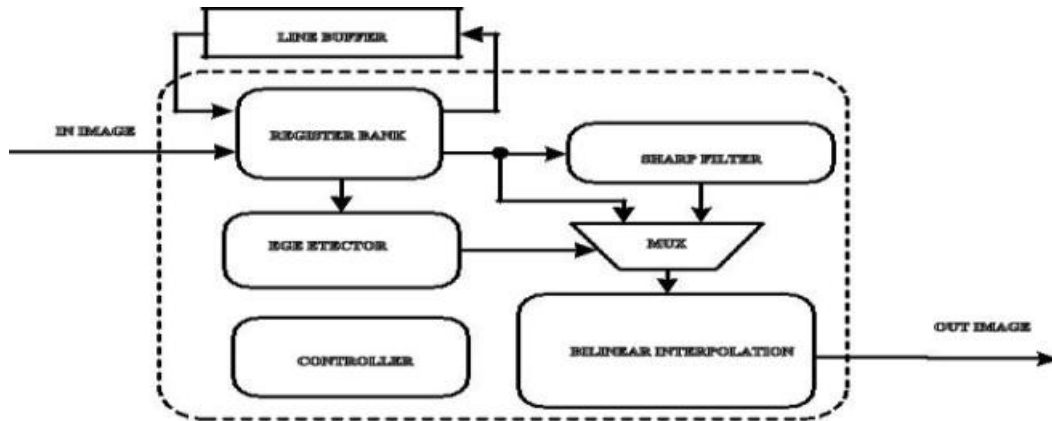 LINE BUFFER
IN IMAGE
REGISTER BANK
SHARP FILTER
EGE ETECTOR
MUX
CONTROLLER
BILINEAR INTERPOLATION
OUT IMAGE